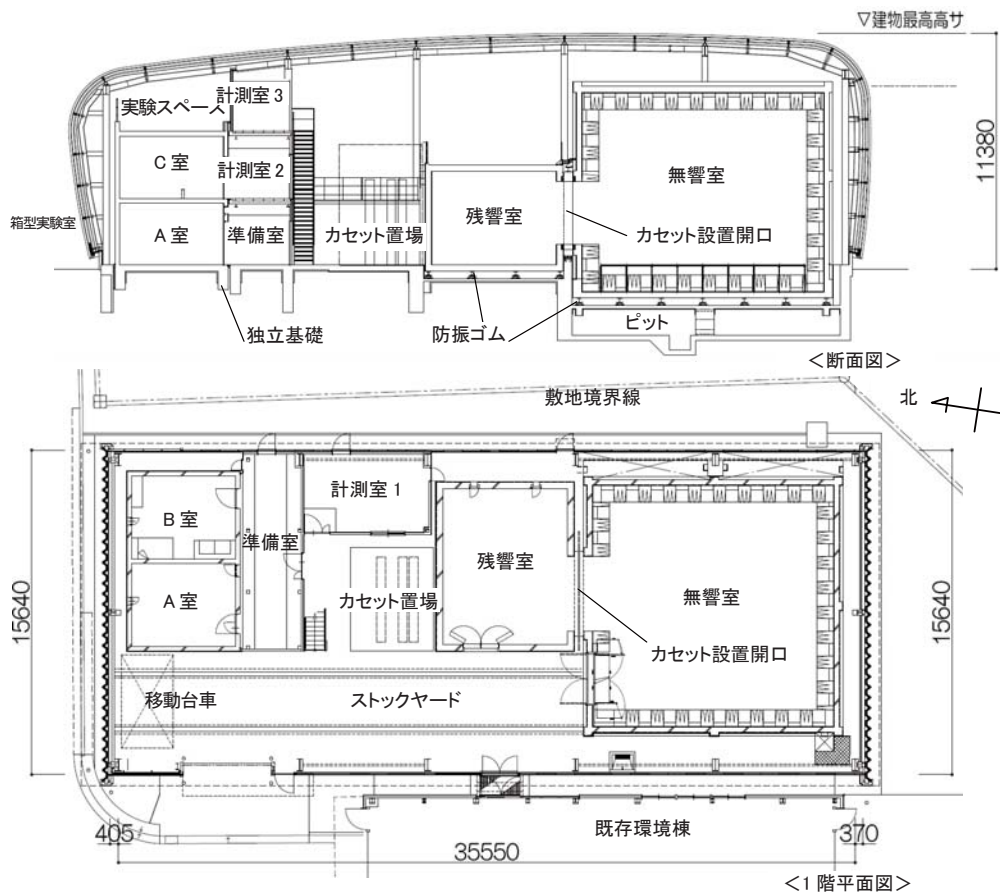 ▽建物最高高サ
実験スペース
計測室 3
C 室
計測室 2
無響室
11380
箱型実験室
A 室
準備室
カセット置場
残響室
カセット設置開口
独立基礎
防振ゴム
ピット
<断面図>
敷地境界線
北
計測室 1
B 室
準備室
残響室
15640
A 室
カセット置場
無響室
15640
カセット設置開口
移動台車
ストックヤード
既存環境棟
405
35550
370
<1 階平面図>